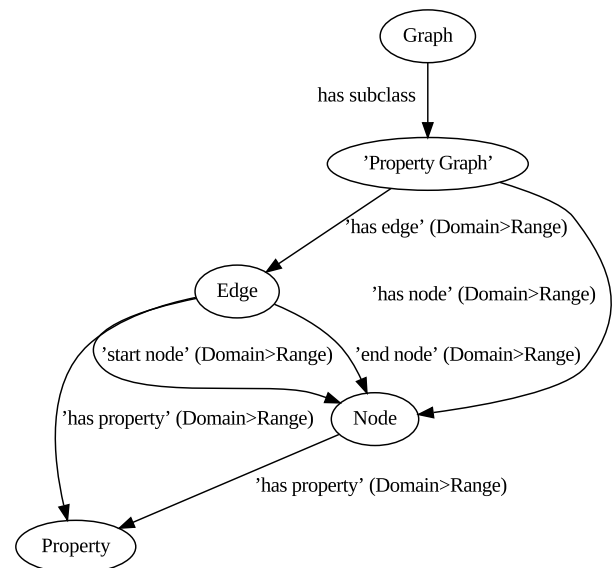 Graph
has subclass
’Property Graph’
’has edge’ (Domain>Range)
Edge
’has node’ (Domain>Range)
’start node’ (Domain>Range)
’end node’ (Domain>Range)
’has property’ (Domain>Range)
Node
’has property’ (Domain>Range)
Property